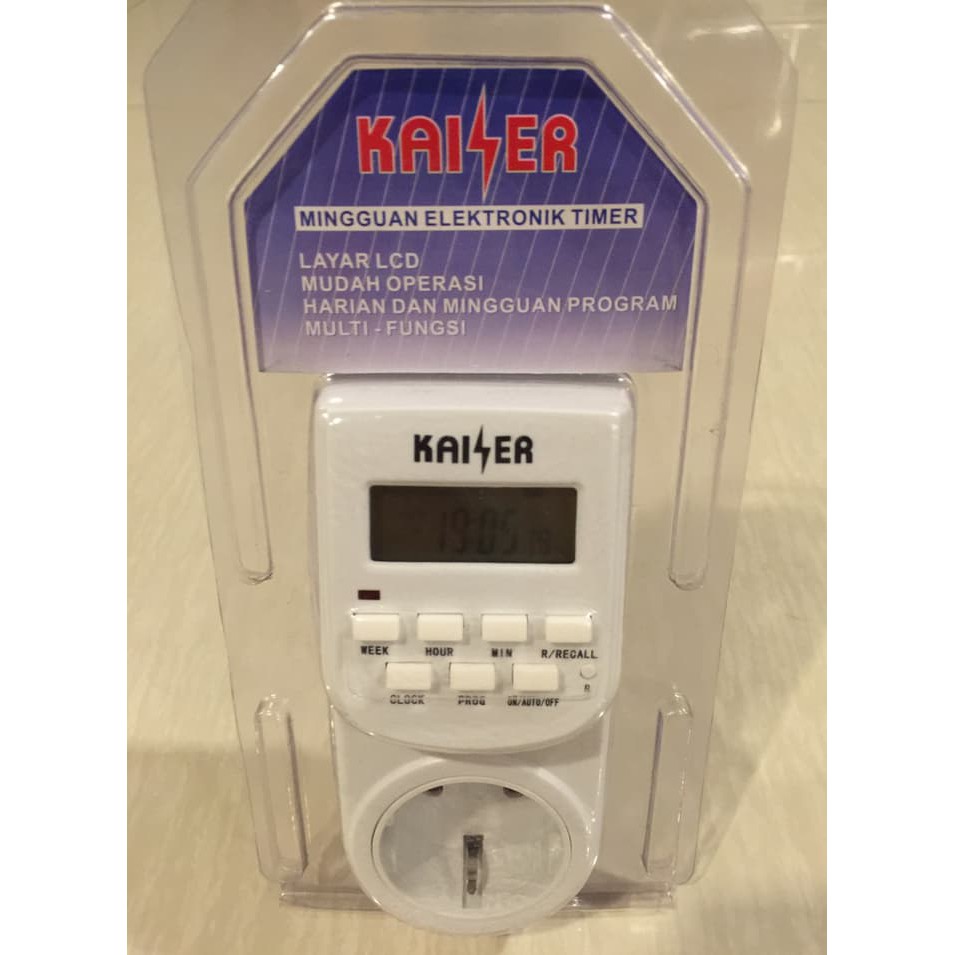 KAISER
MINGGUAN ELEKTRONIK TIMER
LAYAR LCD
MUDAH OPERASI
HARIAN DAN MINGGUAN PROGRAM
MULTI - FUNGSI
KAISER
19:05
WEEK HOUR MIN R/RECALL
CLOCK PROG ON/AUTO/OFF R